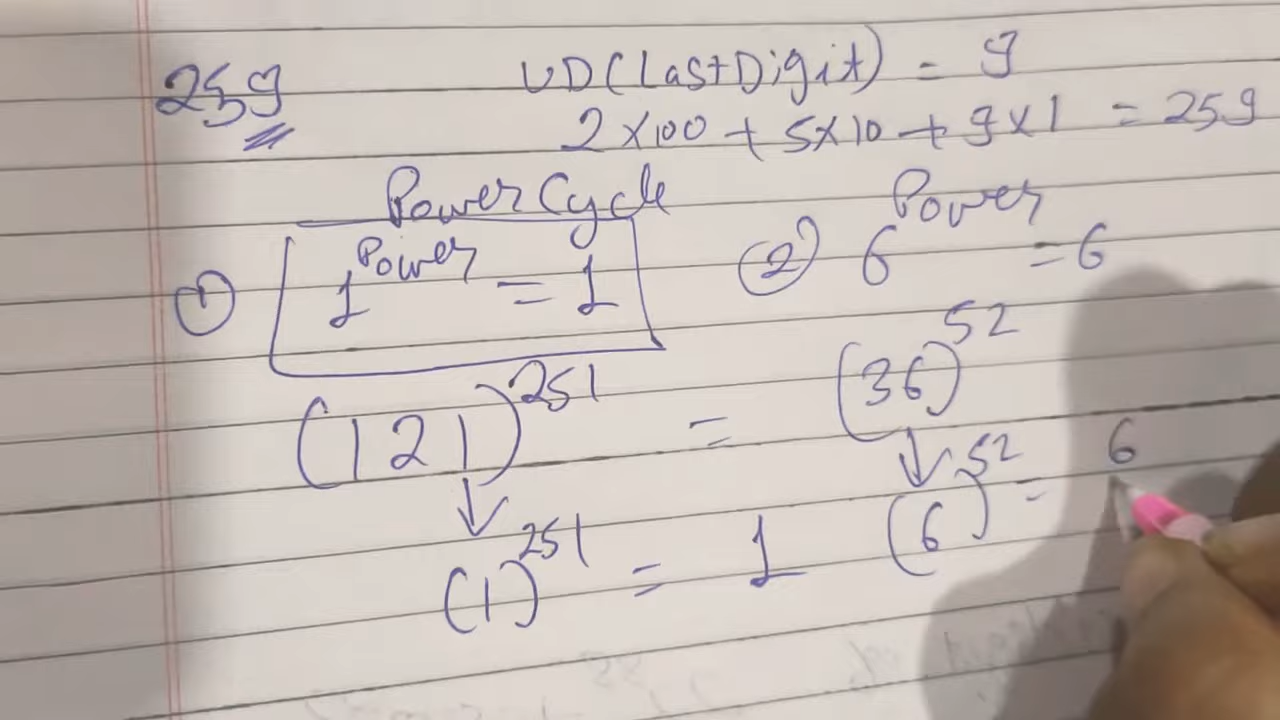 259 UD(LastDigit) = 9
2×100 + 5×10 + 9×1 = 259
Power Cycle
① 1^Power = 1
② 6^Power = 6
(121)^251 = (36)^52
(1)^251 = 1
(6)^52 = 6